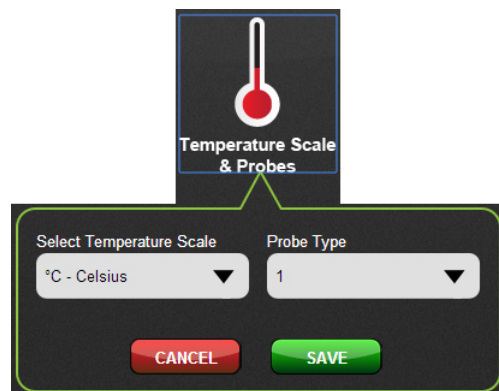 Temperature Scale
& Probes
Select Temperature Scale
Probe Type
°C - Celsius
1
CANCEL
SAVE